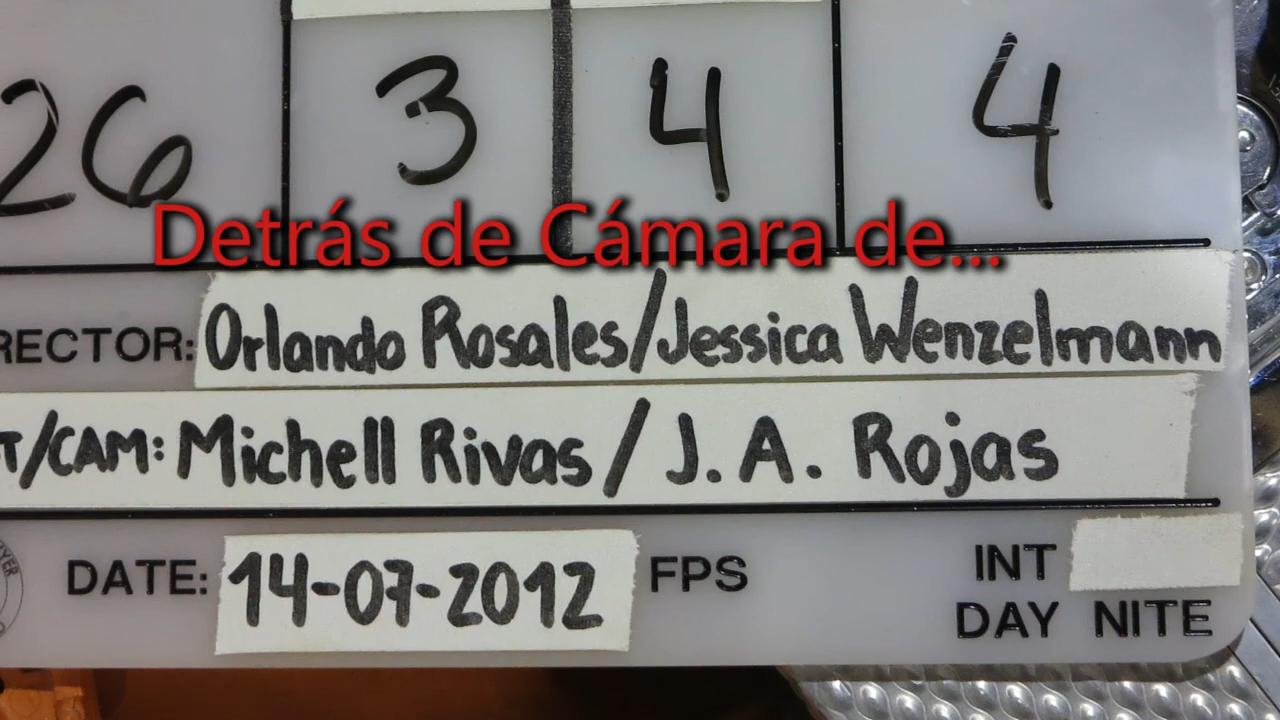 26 3 4 4
Detrás de Cámara de...
RECTOR: Orlando Rosales/Jessica Wenzelmann
T/CAM: Michell Rivas / J. A. Rojas
DATE: 14-07-2012 FPS INT
DAY NITE